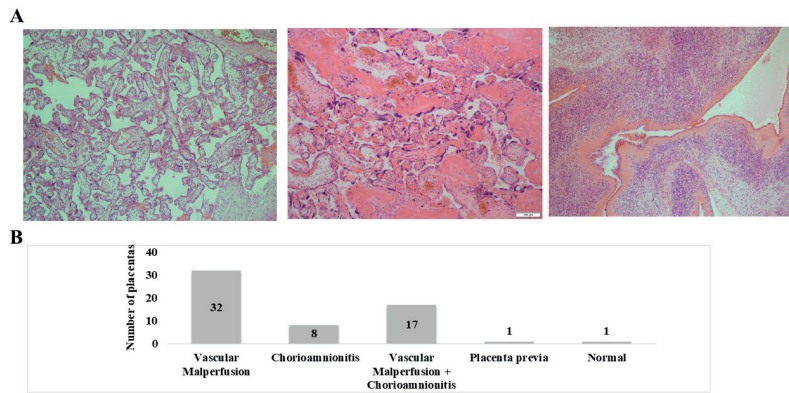 A
B
Number of placentas
40
30
20
10
0
32
8
17
1
1
Vascular
Malperfusion
Chorioamnionitis
Vascular
Malperfusion +
Chorioamnionitis
Placenta previa
Normal